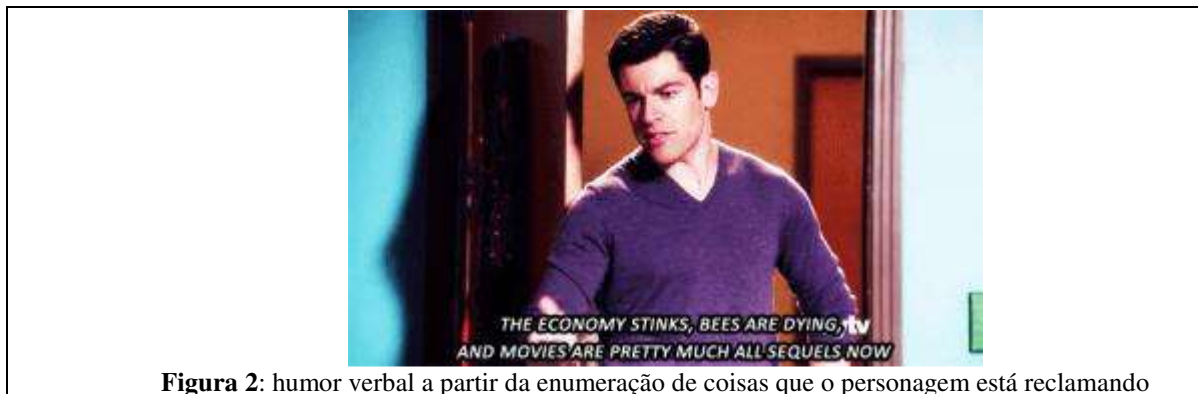 THE ECONOMY STINKS, BEES ARE DYING, tv
AND MOVIES ARE PRETTY MUCH ALL SEQUELS NOW
Figura 2: humor verbal a partir da enumeração de coisas que o personagem está reclamando